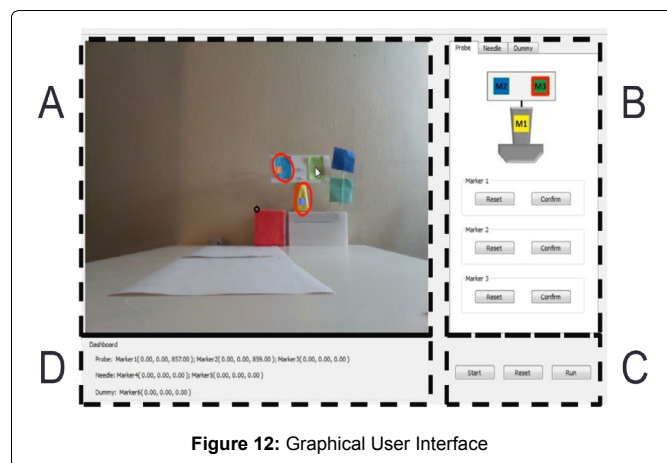 A
B
Probe Needle Dummy
M2 M3
M1
Marker 1
Reset Confirm
Marker 2
Reset Confirm
Marker 3
Reset Confirm
D
Dashboard
Probe: Marker1( 0.00, 0.00, 857.00 ); Marker2( 0.00, 0.00, 859.00 ); Marker3( 0.00, 0.00, 0.00 )
Needle: Marker4( 0.00, 0.00, 0.00 ); Marker5( 0.00, 0.00, 0.00 )
Dummy: Marker6( 0.00, 0.00, 0.00 )
Start Reset Run
C
Figure 12: Graphical User Interface